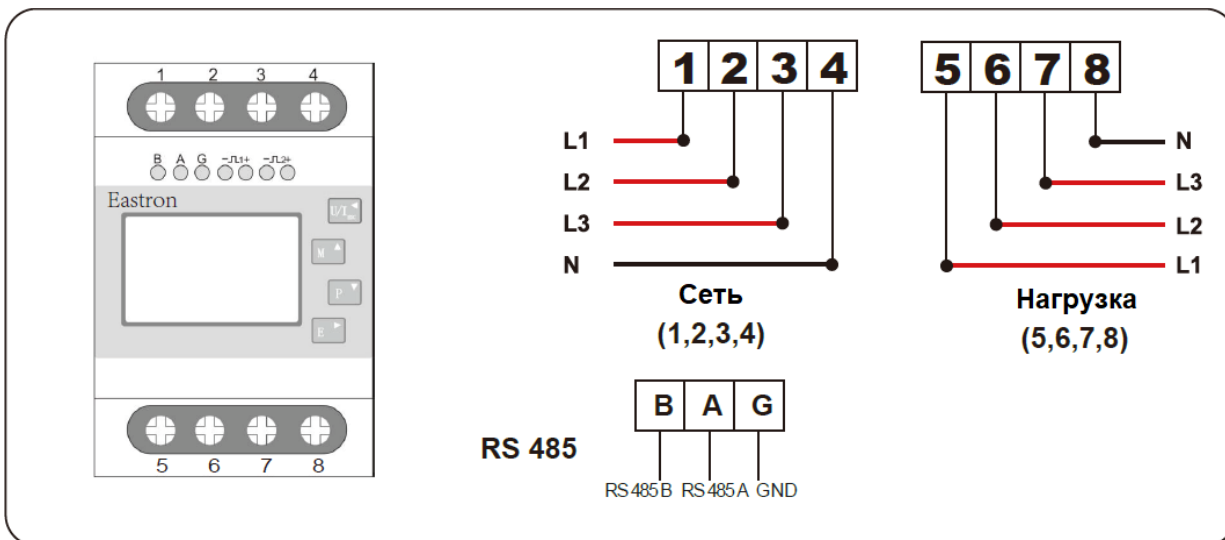 1 2 3 4
B A G -⎍1+ -⎍2+
Eastron
M
P
E
5 6 7 8
1 2 3 4
L1
L2
L3
N
Сеть
(1,2,3,4)
5 6 7 8
N
L3
L2
L1
Нагрузка
(5,6,7,8)
RS 485
B A G
RS485B RS485A GND